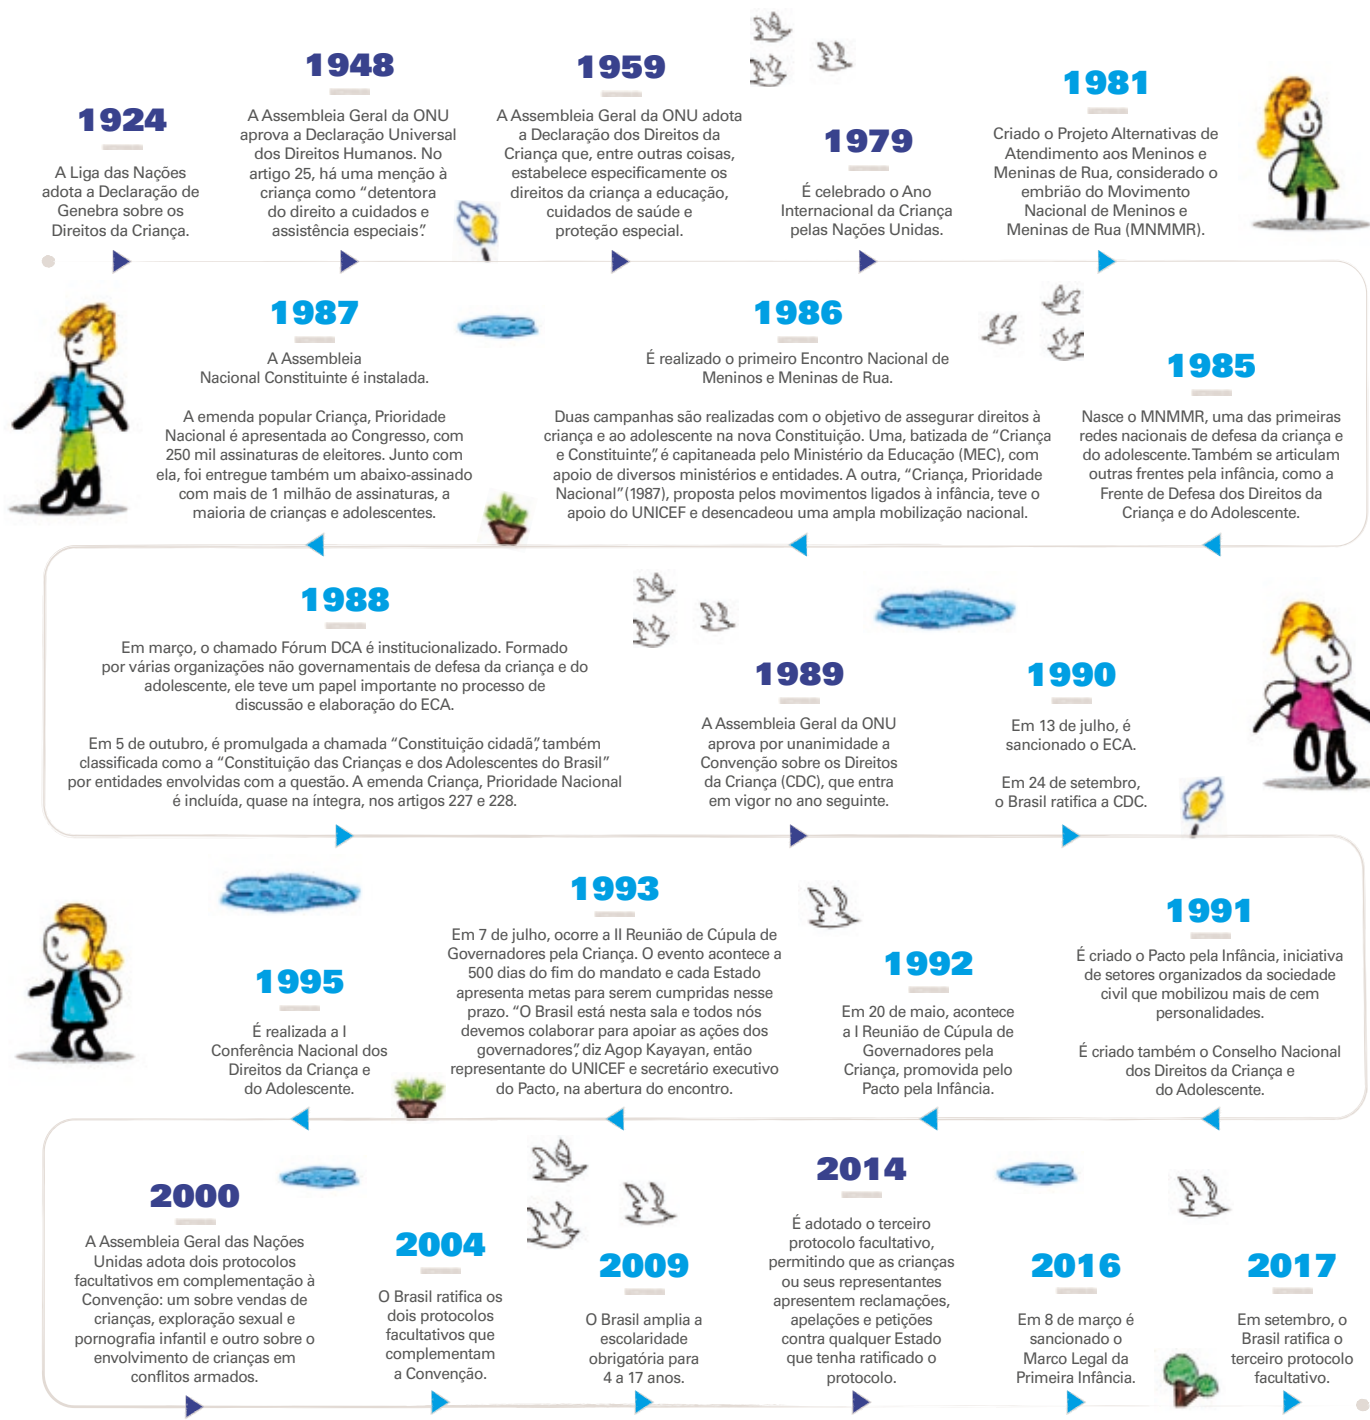 1924
A Liga das Nações
adota a Declaração de
Genebra sobre os
Direitos da Criança.
1948
A Assembleia Geral da ONU
aprova a Declaração Universal
dos Direitos Humanos. No
artigo 25, há uma menção à
criança como “detentora
do direito a cuidados e
assistência especiais”.
1959
A Assembleia Geral da ONU adota
a Declaração dos Direitos da
Criança que, entre outras coisas,
estabelece especificamente os
direitos da criança a educação,
cuidados de saúde e
proteção especial.
1979
É celebrado o Ano
Internacional da Criança
pelas Nações Unidas.
1981
Criado o Projeto Alternativas de
Atendimento aos Meninos e
Meninas de Rua, considerado o
embrião do Movimento
Nacional de Meninos e
Meninas de Rua (MNMMR).
1985
Nasce o MNMMR, uma das primeiras
redes nacionais de defesa da criança e
do adolescente. Também se articulam
outras frentes pela infância, como a
Frente de Defesa dos Direitos da
Criança e do Adolescente.
1986
É realizado o primeiro Encontro Nacional de
Meninos e Meninas de Rua.
Duas campanhas são realizadas com o objetivo de assegurar direitos à
criança e ao adolescente na nova Constituição. Uma, batizada de “Criança
e Constituinte”, é capitaneada pelo Ministério da Educação (MEC), com
apoio de diversos ministérios e entidades. A outra, “Criança, Prioridade
Nacional” (1987), proposta pelos movimentos ligados à infância, teve o
apoio do UNICEF e desencadeou uma ampla mobilização nacional.
1987
A Assembleia
Nacional Constituinte é instalada.
A emenda popular Criança, Prioridade
Nacional é apresentada ao Congresso, com
250 mil assinaturas de eleitores. Junto com
ela, foi entregue também um abaixo-assinado
com mais de 1 milhão de assinaturas, a
maioria de crianças e adolescentes.
1988
Em março, o chamado Fórum DCA é institucionalizado. Formado
por várias organizações não governamentais de defesa da criança e do
adolescente, ele teve um papel importante no processo de
discussão e elaboração do ECA.
Em 5 de outubro, é promulgada a chamada “Constituição cidadã”, também
classificada como a “Constituição das Crianças e dos Adolescentes do Brasil”
por entidades envolvidas com a questão. A emenda Criança, Prioridade Nacional
é incluída, quase na íntegra, nos artigos 227 e 228.
1989
A Assembleia Geral da ONU
aprova por unanimidade a
Convenção sobre os Direitos
da Criança (CDC), que entra
em vigor no ano seguinte.
1990
Em 13 de julho, é
sancionado o ECA.
Em 24 de setembro,
o Brasil ratifica a CDC.
1991
É criado o Pacto pela Infância, iniciativa
de setores organizados da sociedade
civil que mobilizou mais de cem
personalidades.
É criado também o Conselho Nacional
dos Direitos da Criança e
do Adolescente.
1992
Em 20 de maio, acontece
a I Reunião de Cúpula de
Governadores pela
Criança, promovida pelo
Pacto pela Infância.
1993
Em 7 de julho, ocorre a II Reunião de Cúpula de
Governadores pela Criança. O evento acontece a
500 dias do fim do mandato e cada Estado
apresenta metas para serem cumpridas nesse
prazo. “O Brasil está nesta sala e todos nós
devemos colaborar para apoiar as ações dos
governadores”, diz Agop Kayayan, então
representante do UNICEF e secretário executivo
do Pacto, na abertura do encontro.
1995
É realizada a I
Conferência Nacional dos
Direitos da Criança e
do Adolescente.
2000
A Assembleia Geral das Nações
Unidas adota dois protocolos
facultativos em complementação à
Convenção: um sobre vendas de
crianças, exploração sexual e
pornografia infantil e outro sobre o
envolvimento de crianças em
conflitos armados.
2004
O Brasil ratifica os
dois protocolos
facultativos que
complementam
a Convenção.
2009
O Brasil amplia a
escolaridade
obrigatória para
4 a 17 anos.
2014
É adotado o terceiro
protocolo facultativo,
permitindo que as crianças
ou seus representantes
apresentem reclamações,
apelações e petições
contra qualquer Estado
que tenha ratificado o
protocolo.
2016
Em 8 de março é
sancionado o
Marco Legal da
Primeira Infância.
2017
Em setembro, o
Brasil ratifica o
terceiro protocolo
facultativo.